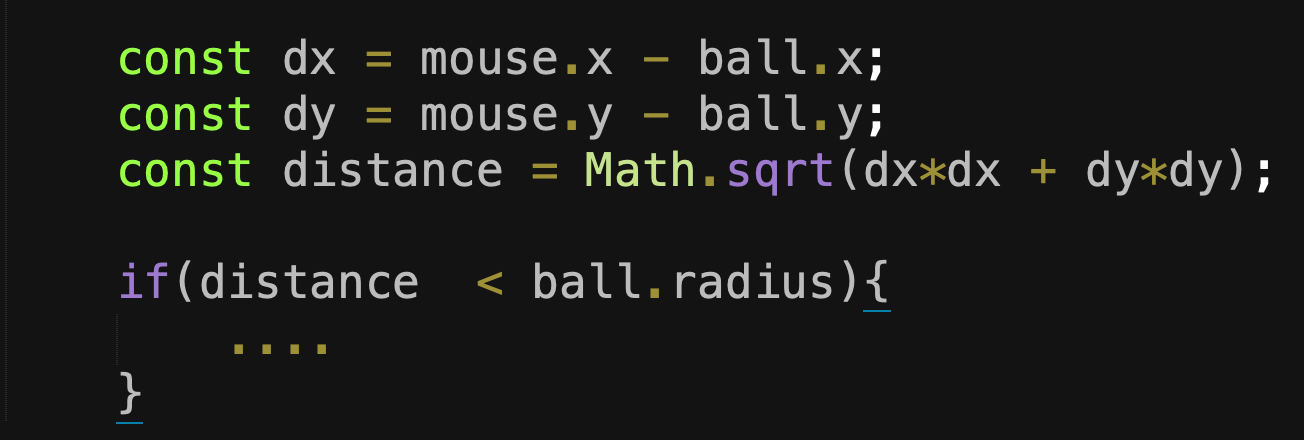 const dx = mouse.x - ball.x;
const dy = mouse.y - ball.y;
const distance = Math.sqrt(dx*dx + dy*dy);
if(distance  < ball.radius){
....
}